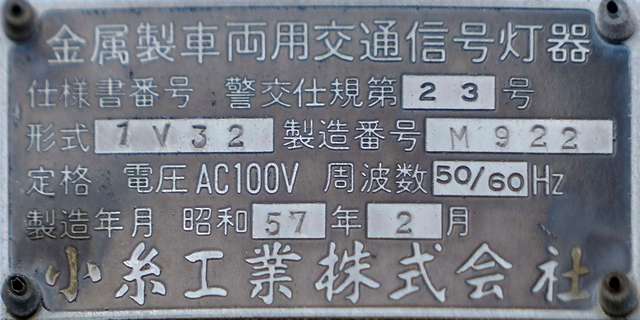 金属製車両用交通信号灯器
仕様書番号 警交仕規第 23 号
形式 1V32 製造番号 M922
定格 電圧AC100V 周波数 50/60 Hz
製造年月 昭和 57 年 2 月
小糸工業株式会社